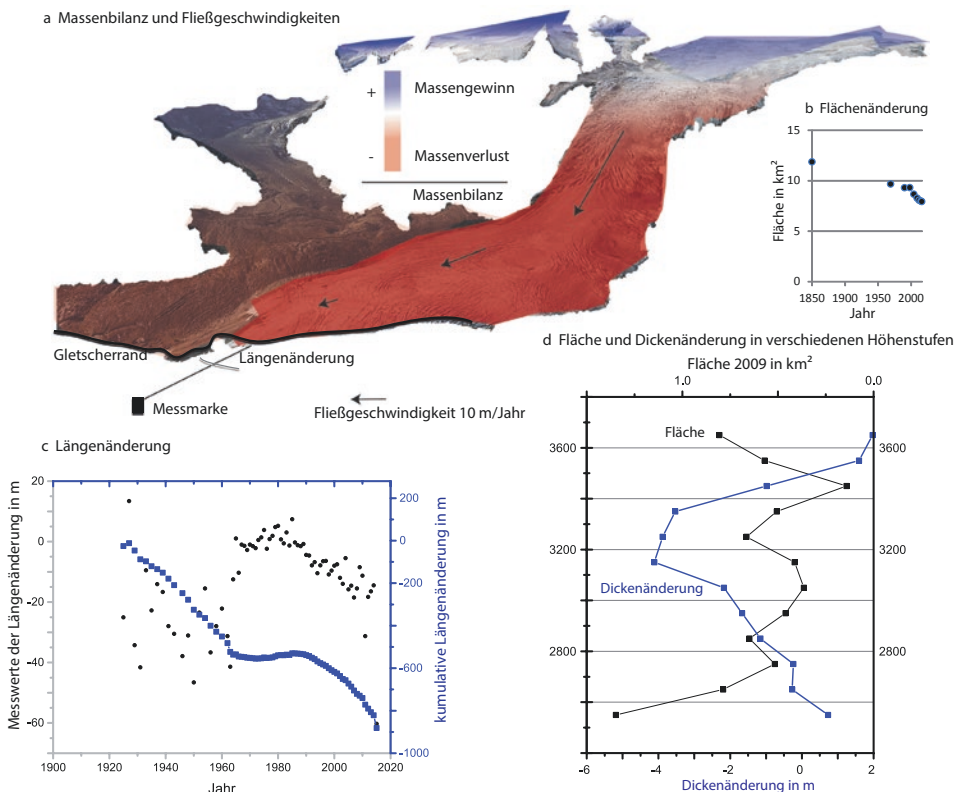 a Massenbilanz und Fließgeschwindigkeiten
+ Massengewinn
- Massenverlust
Massenbilanz
Gletscherrand
Längenänderung
Messmarke
Fließgeschwindigkeit 10 m/Jahr
b Flächenänderung
Fläche in km²
15
10
5
0
1850 1900 1950 2000
Jahr
c Längenänderung
Messwerte der Längenänderung in m
20
0
-20
-40
-60
200
0
-200
-400
-600
-800
-1000
kumulative Längenänderung in m
1900 1920 1940 1960 1980 2000 2020
Jahr
d Fläche und Dickenänderung in verschiedenen Höhenstufen
Fläche 2009 in km²
1.0 0.0
Fläche
3600 3600
3200 3200
Dickenänderung
2800 2800
-6 -4 -2 0 2
Dickenänderung in m